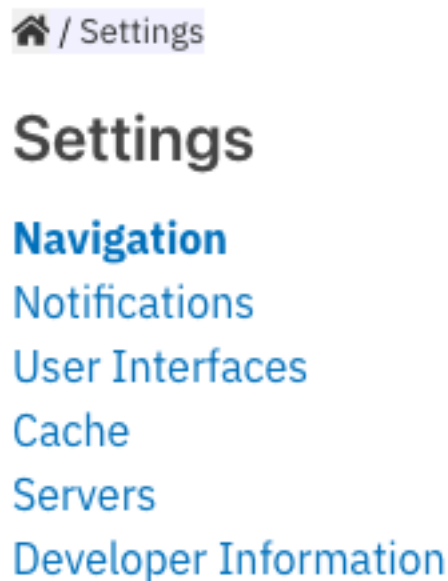 / Settings
Settings
Navigation
Notifications
User Interfaces
Cache
Servers
Developer Information